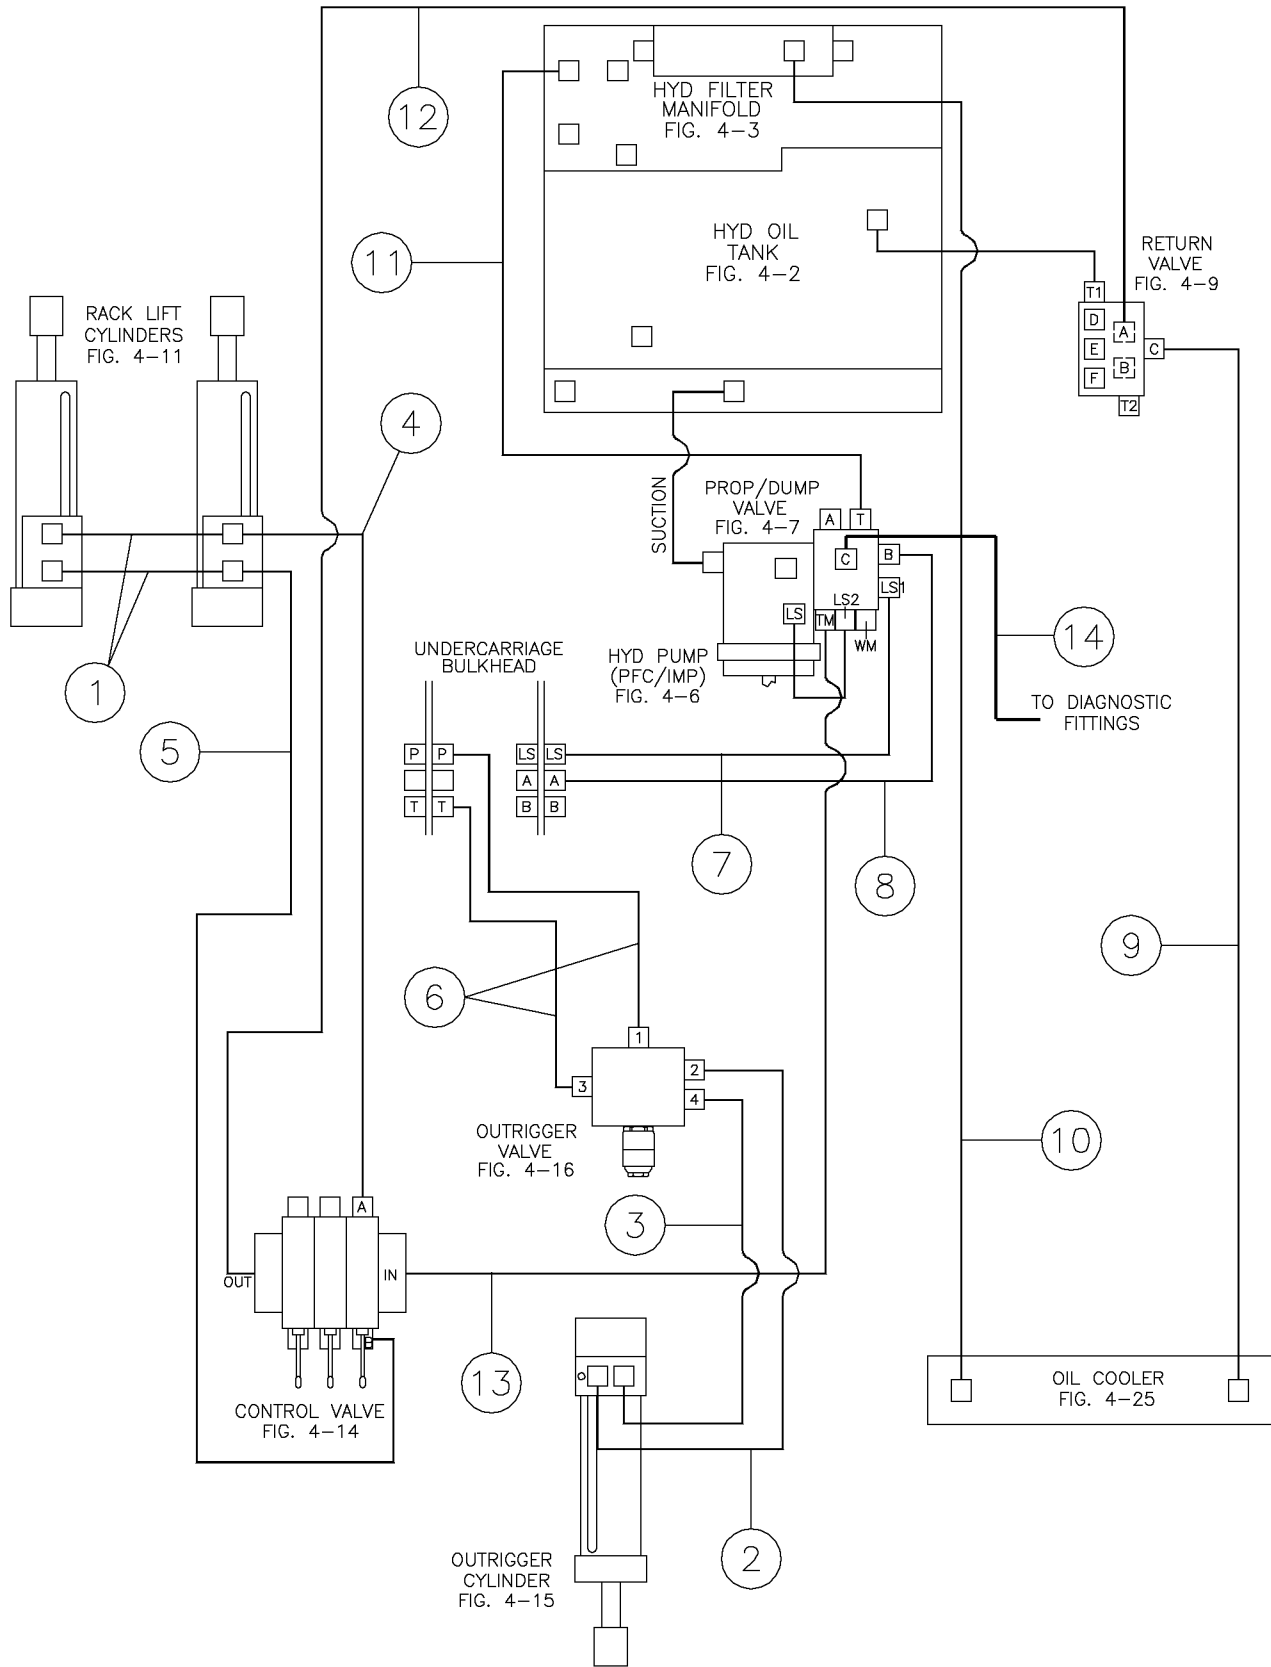 12
HYD FILTER
MANIFOLD
FIG. 4-3
11
HYD OIL
TANK
FIG. 4-2
RETURN
VALVE
FIG. 4-9
T1
D
A
E
C
B
F
T2
RACK LIFT
CYLINDERS
FIG. 4-11
4
SUCTION
PROP/DUMP
VALVE
FIG. 4-7
A
T
C
B
LS1
LS2
LS
TM
WM
14
TO DIAGNOSTIC
FITTINGS
HYD PUMP
(PFC/IMP)
FIG. 4-6
UNDERCARRIAGE
BULKHEAD
1
5
P P
T T
LS LS
A A
B B
7
8
9
6
1
3
2
4
OUTRIGGER
VALVE
FIG. 4-16
10
3
A
OUT
IN
B
13
CONTROL VALVE
FIG. 4-14
OIL COOLER
FIG. 4-25
2
OUTRIGGER
CYLINDER
FIG. 4-15